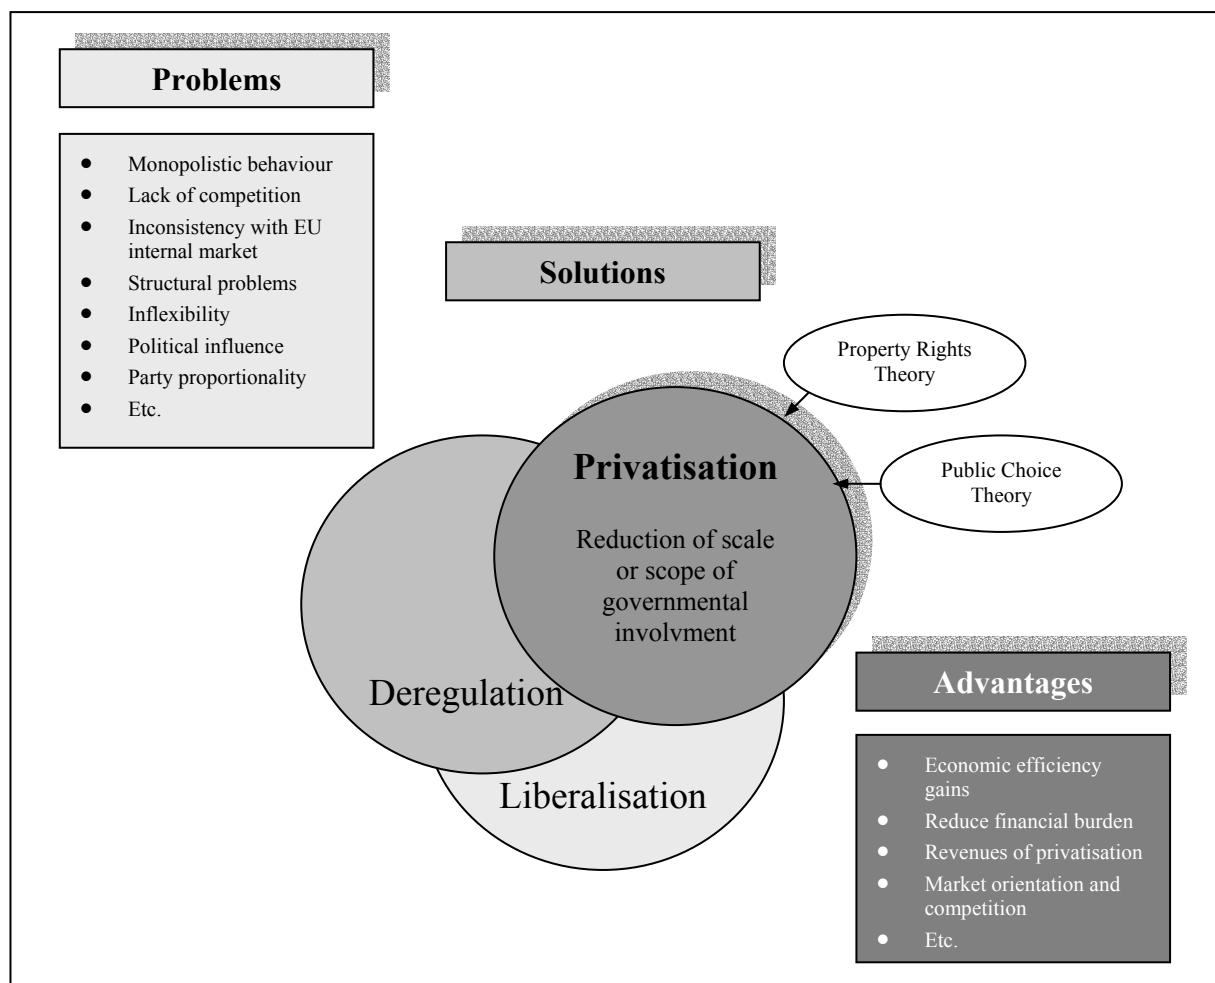 Problems
● Monopolistic behaviour
● Lack of competition
● Inconsistency with EU
internal market
● Structural problems
● Inflexibility
● Political influence
● Party proportionality
● Etc.
Solutions
Property Rights
Theory
Public Choice
Theory
Privatisation
Reduction of scale
or scope of
governmental
involvment
Deregulation
Liberalisation
Advantages
● Economic efficiency
gains
● Reduce financial burden
● Revenues of privatisation
● Market orientation and
competition
● Etc.